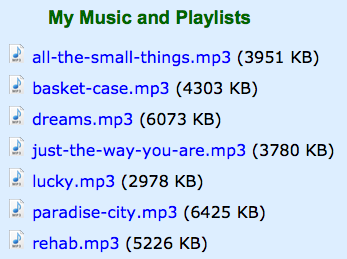 My Music and Playlists
all-the-small-things.mp3 (3951 KB)
basket-case.mp3 (4303 KB)
dreams.mp3 (6073 KB)
just-the-way-you-are.mp3 (3780 KB)
lucky.mp3 (2978 KB)
paradise-city.mp3 (6425 KB)
rehab.mp3 (5226 KB)